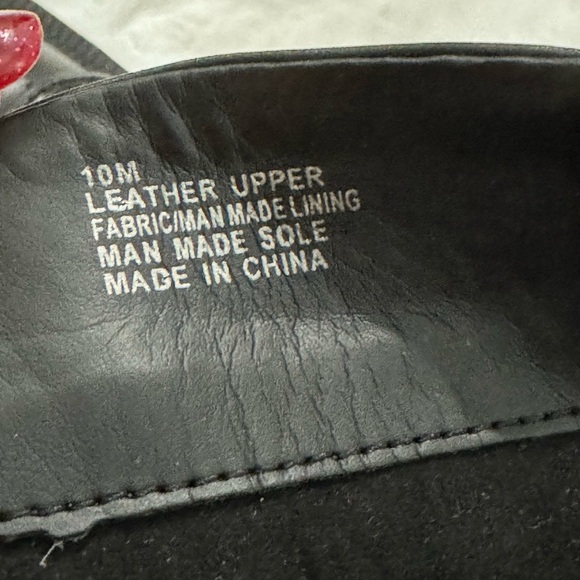 10M
LEATHER UPPER
FABRIC/MAN MADE LINING
MAN MADE SOLE
MADE IN CHINA